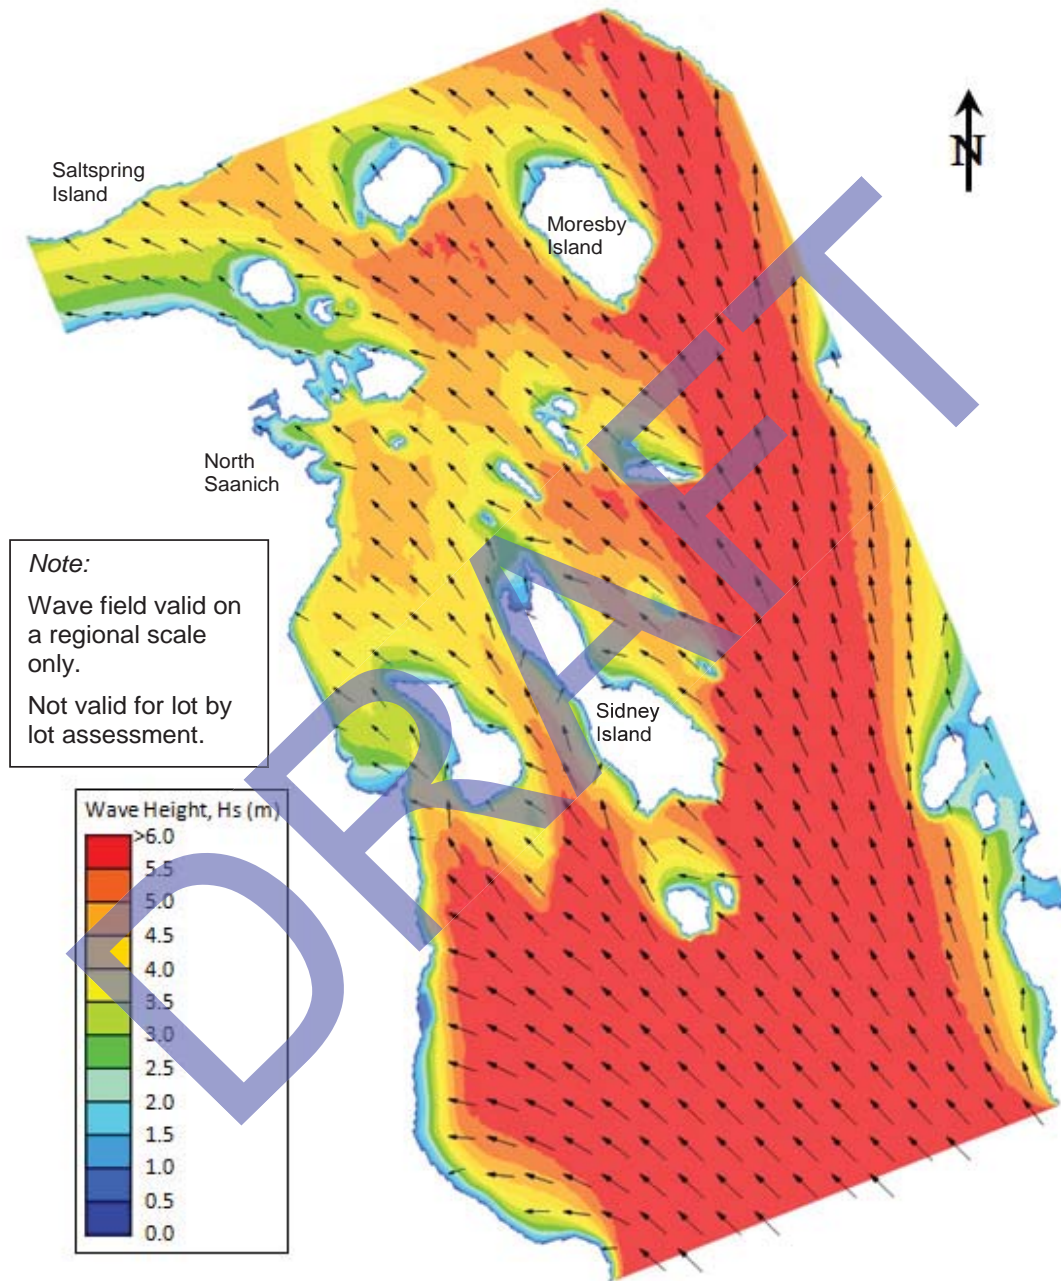 N
Saltspring
Island
Moresby
Island
North
Saanich
Note:
Wave field valid on
a regional scale
only.
Not valid for lot by
lot assessment.
Sidney
Island
Wave Height, Hs (m)
>6.0
5.5
5.0
4.5
4.0
3.5
3.0
2.5
2.0
1.5
1.0
0.5
0.0
DRAFT